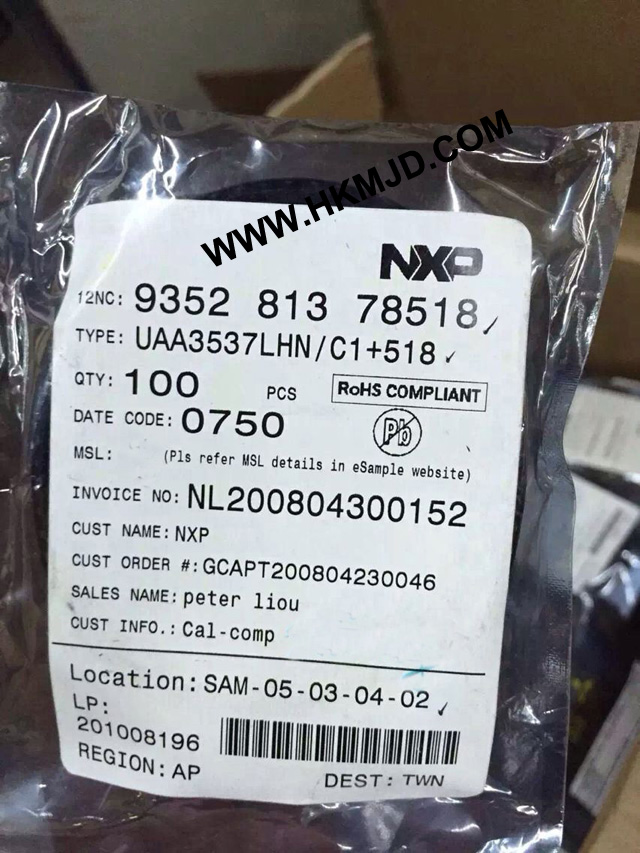 WWW.HKMJD.COM
NXP
12NC: 9352 813 78518
TYPE: UAA3537LHN/C1+518
QTY: 100 PCS RoHS COMPLIANT
DATE CODE: 0750 Pb
MSL: (Pls refer MSL details in eSample website)
INVOICE NO: NL200804300152
CUST NAME: NXP
CUST ORDER #: GCAPT200804230046
SALES NAME: peter liou
CUST INFO.: Cal-comp
Location: SAM-05-03-04-02
LP:
201008196
REGION: AP DEST: TWN